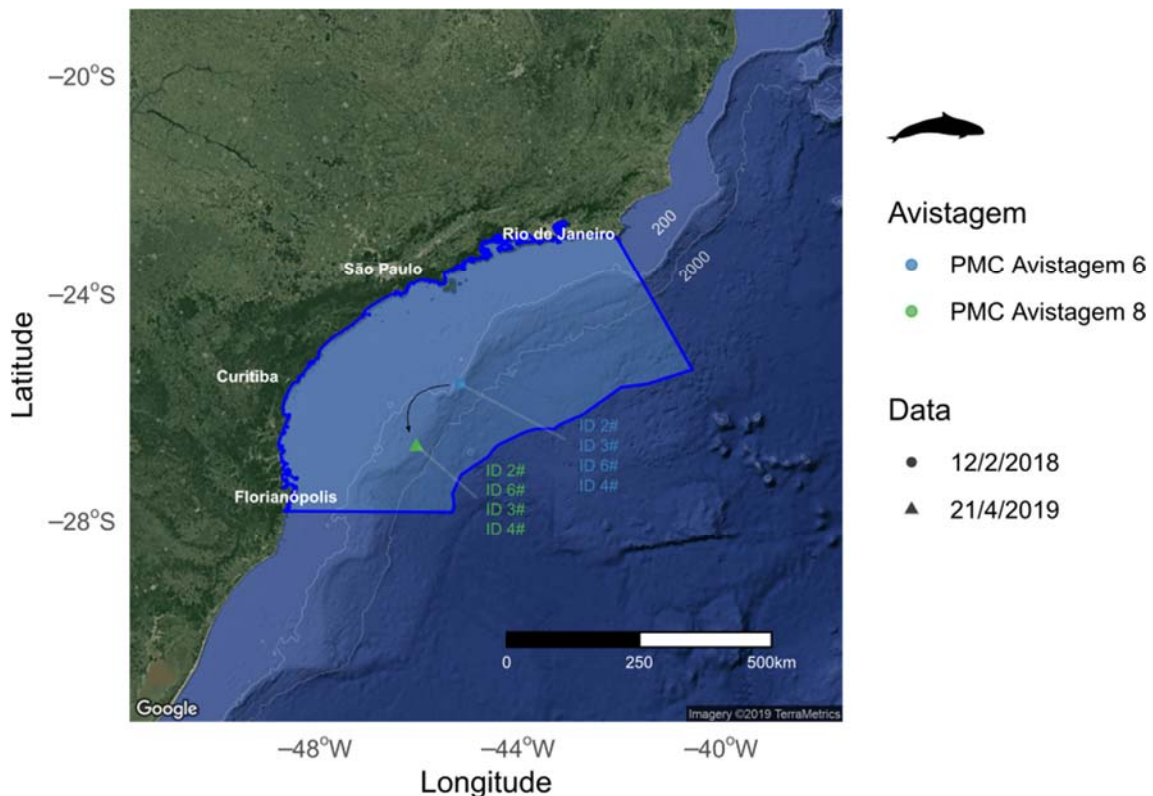 −20°S
−24°S
−28°S
Latitude
Rio de Janeiro
São Paulo
Curitiba
Florianópolis
200
2000
ID 2#
ID 3#
ID 6#
ID 4#
ID 2#
ID 6#
ID 3#
ID 4#
0 250 500km
Google
Imagery ©2019 TerraMetrics
−48°W −44°W −40°W
Longitude
Avistagem
PMC Avistagem 6
PMC Avistagem 8
Data
12/2/2018
21/4/2019